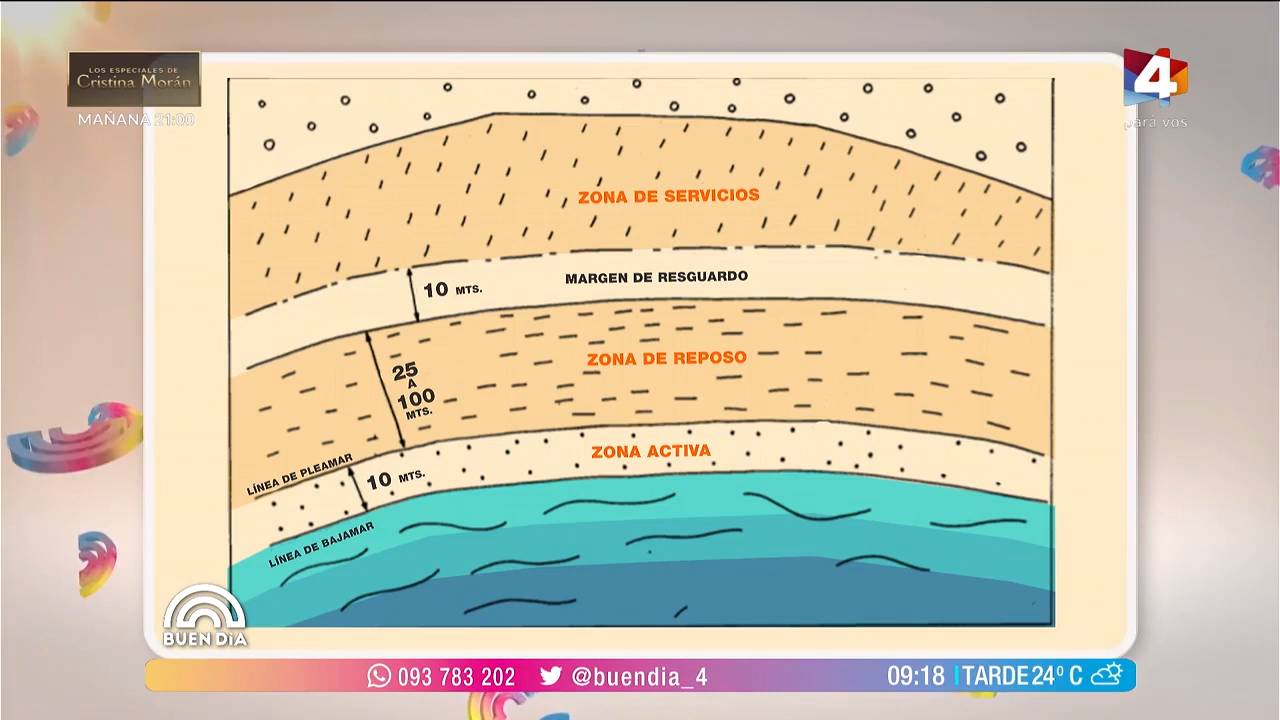 LOS ESPECIALES DE
Cristina Morán
MAÑANA 21:00
4
para vos
ZONA DE SERVICIOS
MARGEN DE RESGUARDO
10 MTS.
ZONA DE REPOSO
25
A
100
MTS.
ZONA ACTIVA
LÍNEA DE PLEAMAR
10 MTS.
LÍNEA DE BAJAMAR
BUEN DÍA
093 783 202 @buendia_4 09:18 TARDE 24º C